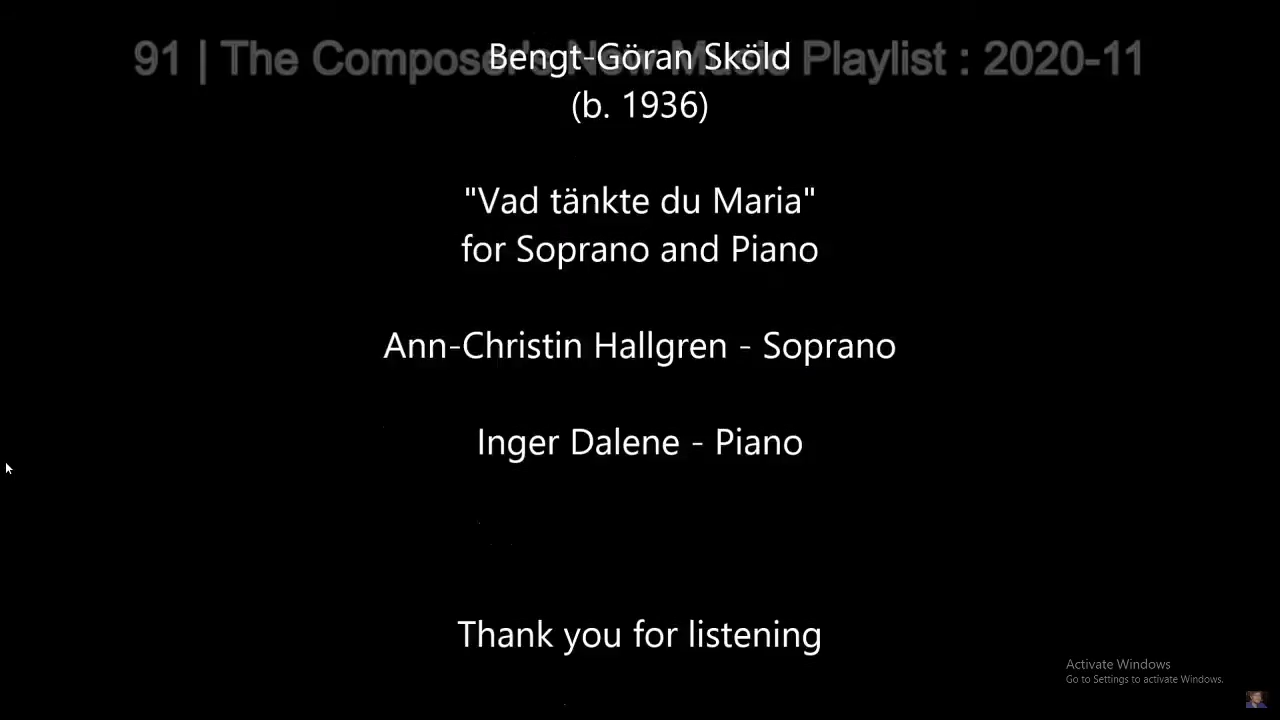 91 | The Composer's New Music Playlist : 2020-11
Bengt-Göran Sköld
(b. 1936)
"Vad tänkte du Maria"
for Soprano and Piano
Ann-Christin Hallgren - Soprano
Inger Dalene - Piano
Thank you for listening
Activate Windows
Go to Settings to activate Windows.